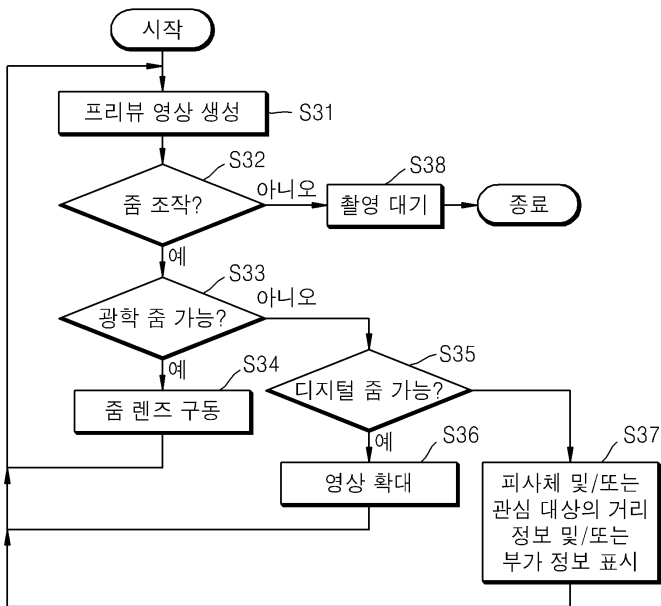 시작
프리뷰 영상 생성
S31
S32
줌 조작?
아니오
S38
촬영 대기
종료
예
S33
광학 줌 가능?
아니오
예
S34
줌 렌즈 구동
S35
디지털 줌 가능?
예
S36
영상 확대
S37
피사체 및/또는
관심 대상의 거리
정보 및/또는
부가 정보 표시